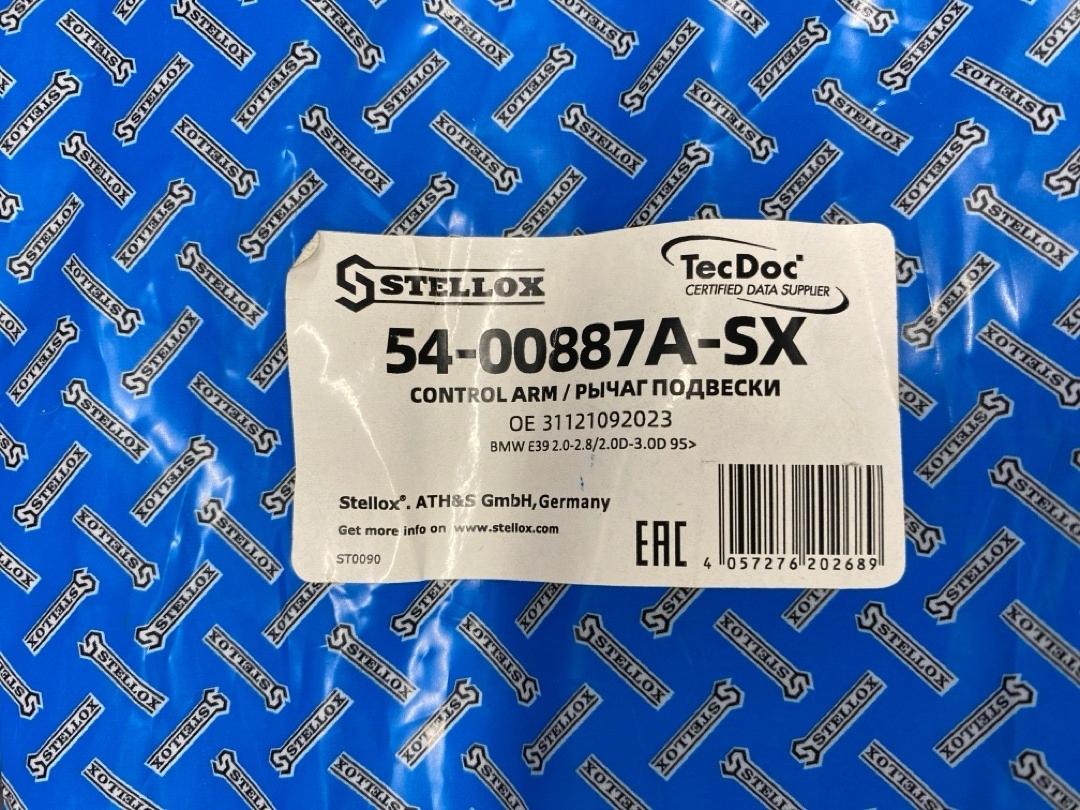 STELLOX
TecDoc
CERTIFIED DATA SUPPLIER
54-00887A-SX
CONTROL ARM / РЫЧАГ ПОДВЕСКИ
OE 31121092023
BMW E39 2.0-2.8/2.0D-3.0D 95>
Stellox®. ATH&S GmbH, Germany
Get more info on www.stellox.com
ST0090
EAC
4 057276 202689